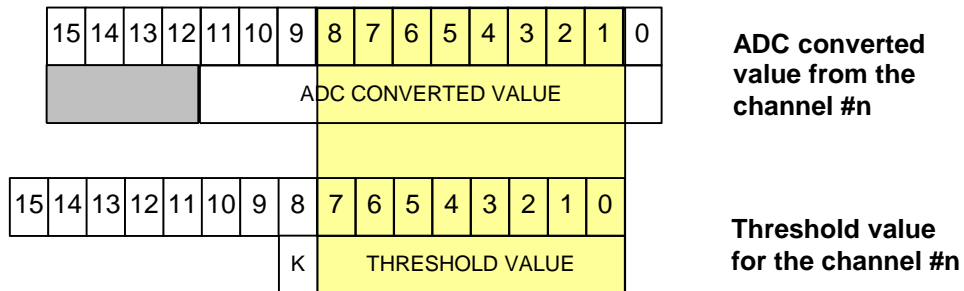 15 14 13 12 11 10 9 8 7 6 5 4 3 2 1 0
ADC CONVERTED VALUE
ADC converted
value from the
channel #n
15 14 13 12 11 10 9 8 7 6 5 4 3 2 1 0
K THRESHOLD VALUE
Threshold value
for the channel #n